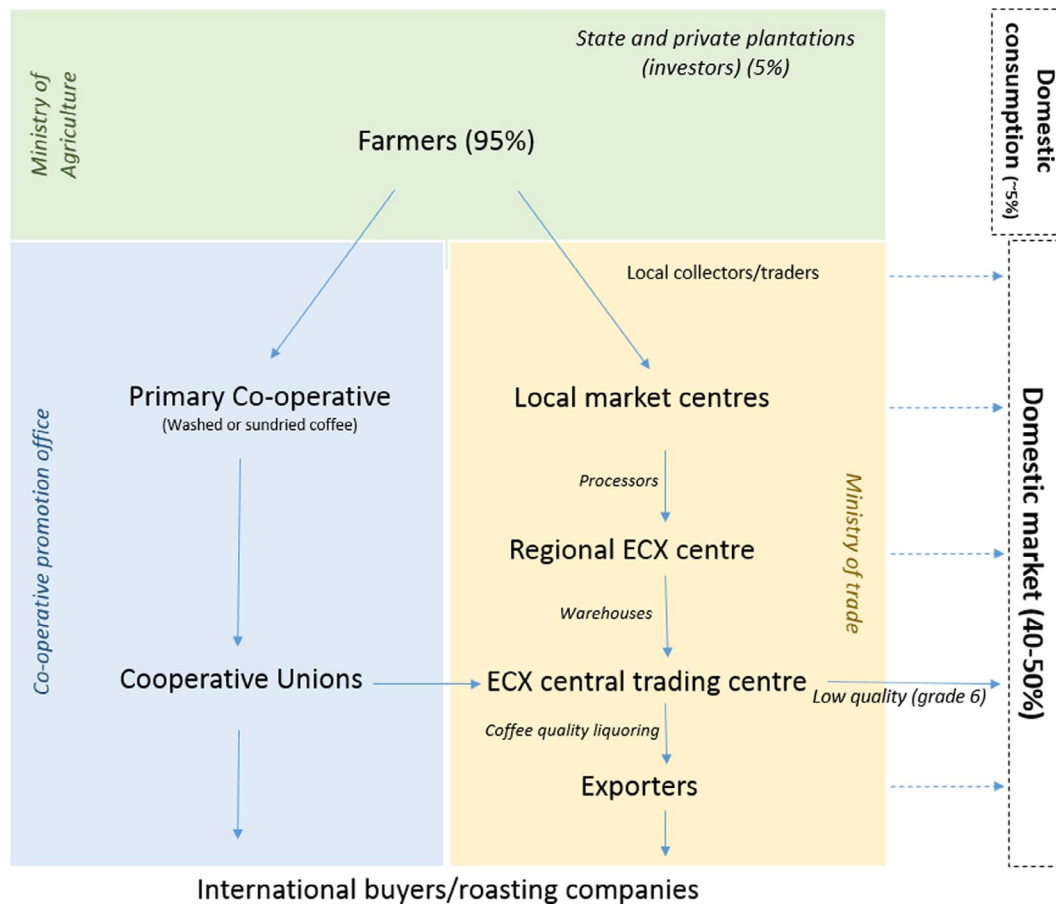 State and private plantations
(investors) (5%)
Ministry of
Agriculture
Farmers (95%)
Domestic
consumption (~5%)
Local collectors/traders
Primary Co-operative
(Washed or sundried coffee)
Local market centres
Co-operative promotion office
Processors
Ministry of trade
Domestic market (40-50%)
Regional ECX centre
Warehouses
Cooperative Unions
ECX central trading centre
Low quality (grade 6)
Coffee quality liquoring
Exporters
International buyers/roasting companies